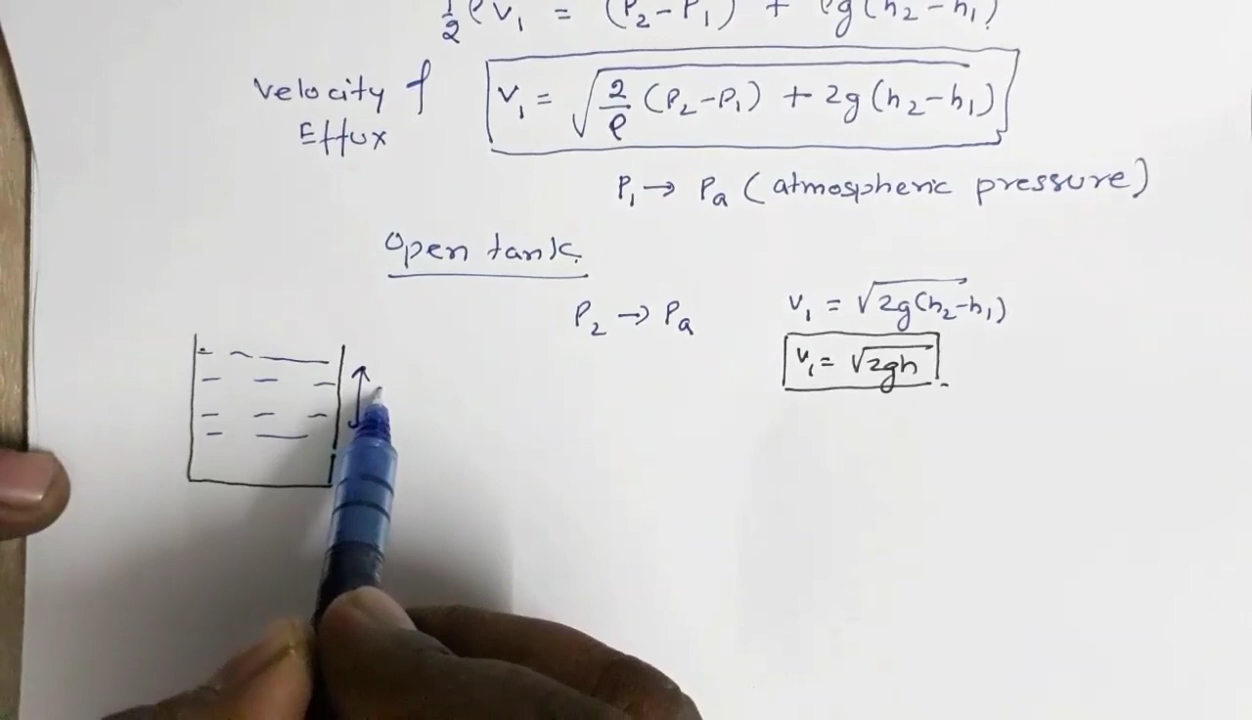 ½ρv₁ = (P₂-P₁) + ρg(h₂-h₁)
Velocity of
Efflux
V₁ = √(2/ρ (P₂-P₁) + 2g(h₂-h₁))
P₁ → Pa (atmospheric pressure)
Open tank.
P₂ → Pa
V₁ = √2g(h₂-h₁)
V₁ = √2gh.